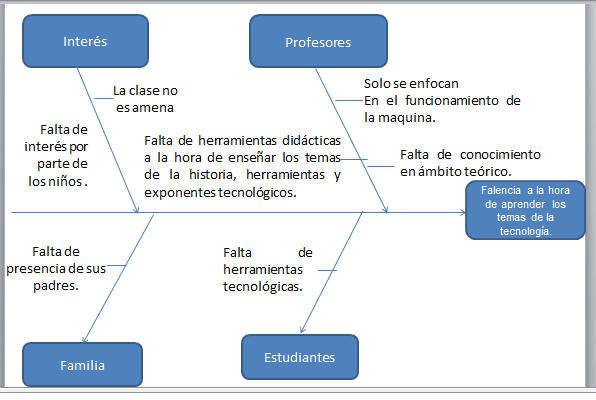 Interés
Profesores
La clase no
es amena
Solo se enfocan
En el funcionamiento de
la maquina.
Falta de
interés por
parte de
los niños .
Falta de herramientas didácticas
a la hora de enseñar los temas
de la historia, herramientas y
exponentes tecnológicos.
Falta de conocimiento
en ámbito teórico.
Falencia a la hora
de aprender los
temas de la
tecnología.
Falta de
presencia de sus
padres.
Falta de
herramientas
tecnológicas.
Familia
Estudiantes